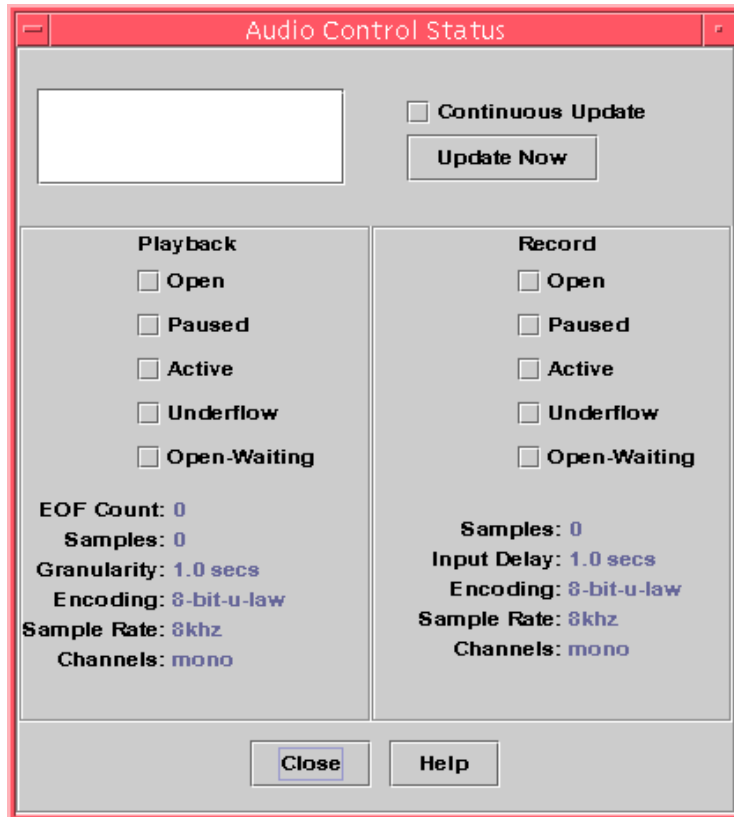 Audio Control Status
Continuous Update
Update Now
Playback
Open
Paused
Active
Underflow
Open-Waiting
EOF Count: 0
Samples: 0
Granularity: 1.0 secs
Encoding: 8-bit-u-law
Sample Rate: 8khz
Channels: mono
Record
Open
Paused
Active
Underflow
Open-Waiting
Samples: 0
Input Delay: 1.0 secs
Encoding: 8-bit-u-law
Sample Rate: 8khz
Channels: mono
Close
Help